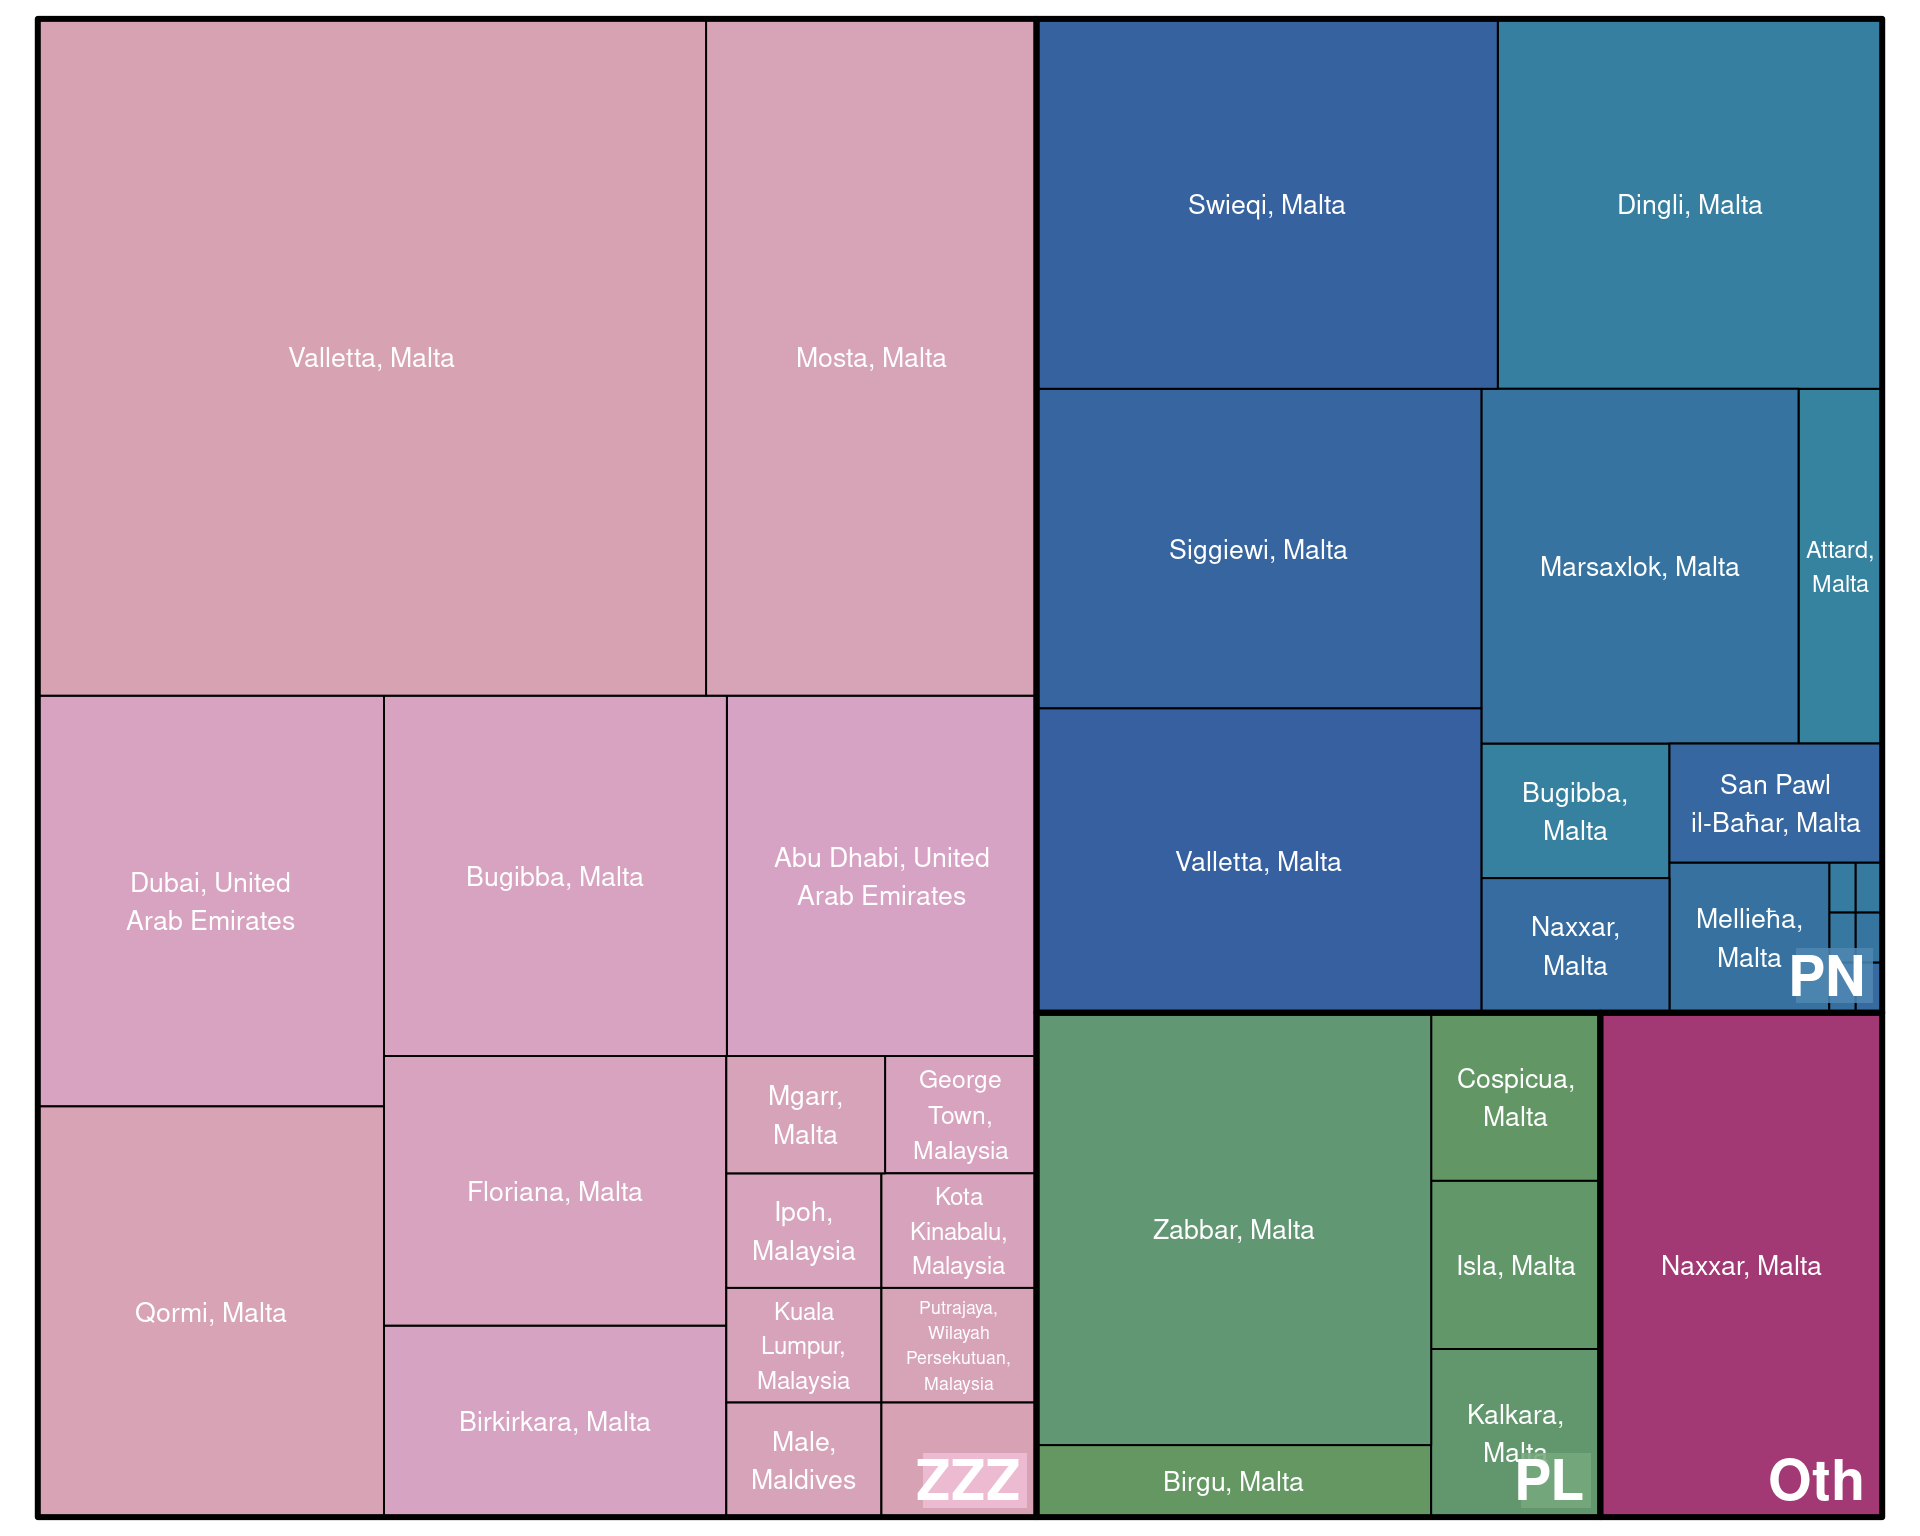 Valletta, Malta
Mosta, Malta
Dubai, United
Arab Emirates
Bugibba, Malta
Abu Dhabi, United
Arab Emirates
Qormi, Malta
Floriana, Malta
Birkirkara, Malta
Mgarr,
Malta
George
Town,
Malaysia
Ipoh,
Malaysia
Kota
Kinabalu,
Malaysia
Kuala
Lumpur,
Malaysia
Putrajaya,
Wilayah
Persekutuan,
Malaysia
Male,
Maldives
ZZZ
Swieqi, Malta
Dingli, Malta
Siggiewi, Malta
Marsaxlok, Malta
Attard,
Malta
Valletta, Malta
Bugibba,
Malta
San Pawl
il-Baħar, Malta
Naxxar,
Malta
Mellieħa,
Malta
PN
Zabbar, Malta
Cospicua,
Malta
Isla, Malta
Kalkara,
Malta
Birgu, Malta
PL
Naxxar, Malta
Oth